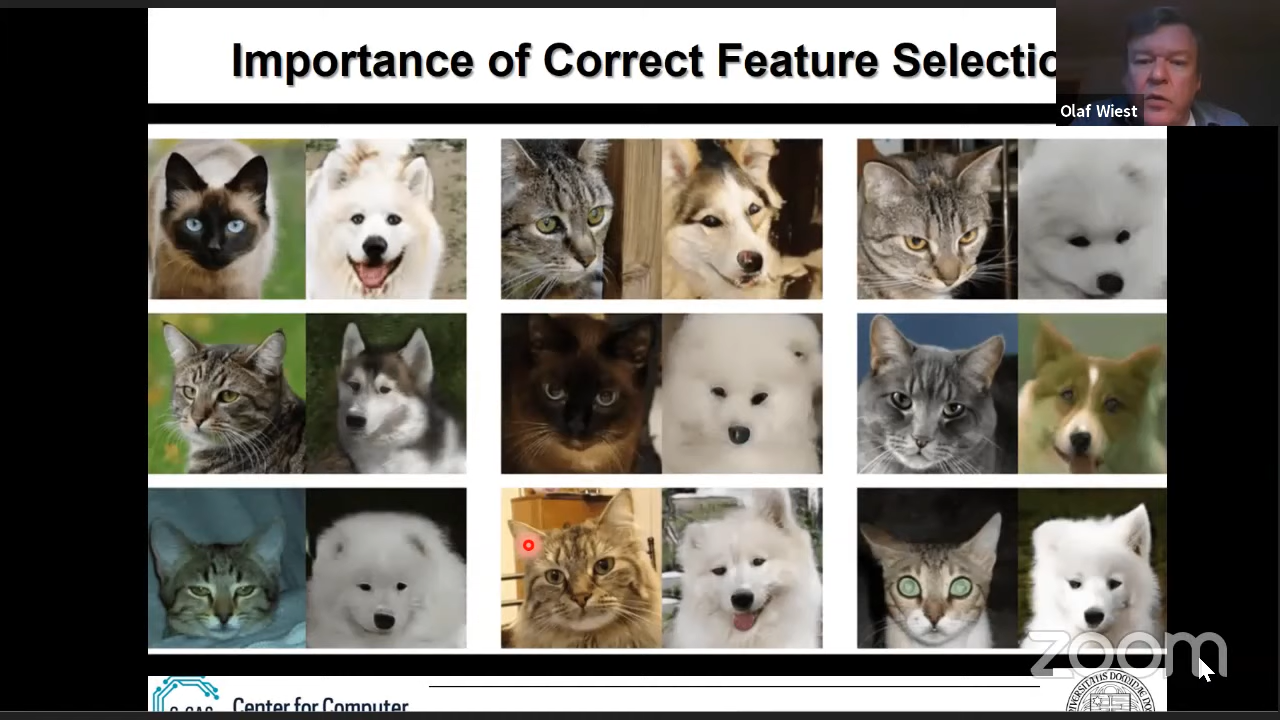 Importance of Correct Feature Selectio
Olaf Wiest
zoom
Center for Computer